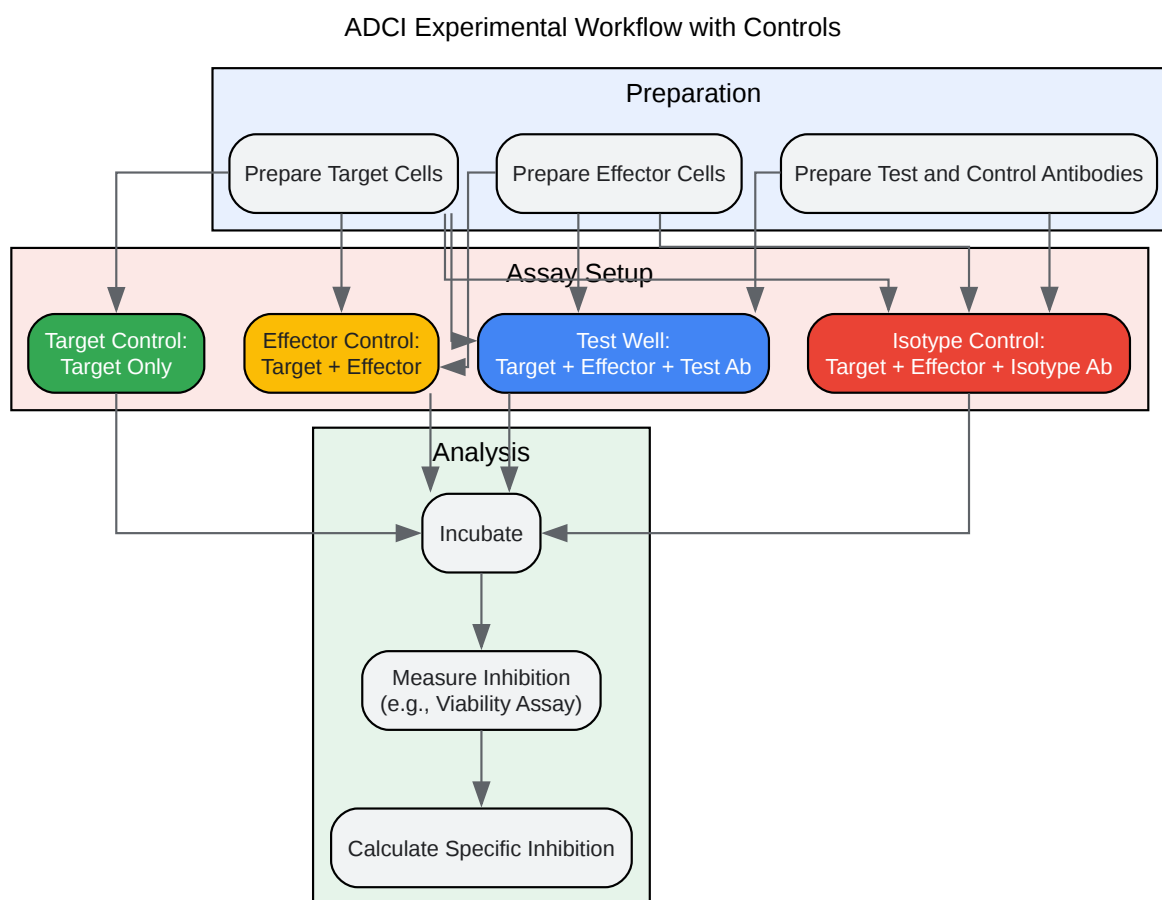 ADCI Experimental Workflow with Controls
Preparation
Prepare Target Cells
Prepare Effector Cells
Prepare Test and Control Antibodies
Assay Setup
Target Control:
Target Only
Effector Control:
Target + Effector
Test Well:
Target + Effector + Test Ab
Isotype Control:
Target + Effector + Isotype Ab
Analysis
Incubate
Measure Inhibition
(e.g., Viability Assay)
Calculate Specific Inhibition